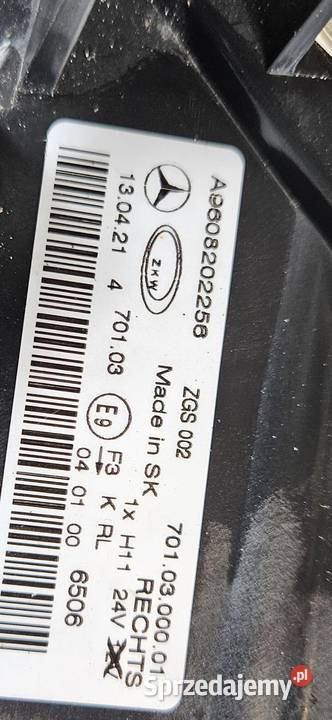 A9608202256
ZKW
ZGS 002
701.03.000.01
Made in SK
RECHTS
13.04.21 4 701.03
E9
F3 K RL
1x H11 24V
04 01 00
6506
Sprzedajemy.pl